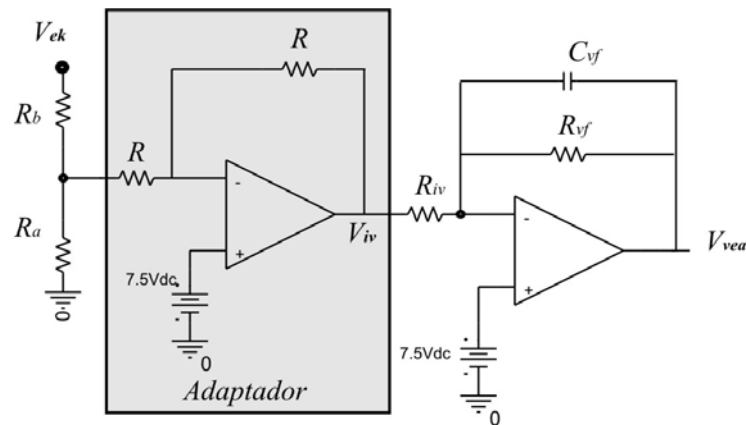 Vek
R
Cvf
Rb
Rvf
R
Riv
-
-
Ra
Viv
Vvea
+
7.5Vdc
+
-
0
0
7.5Vdc
-
Adaptador
0